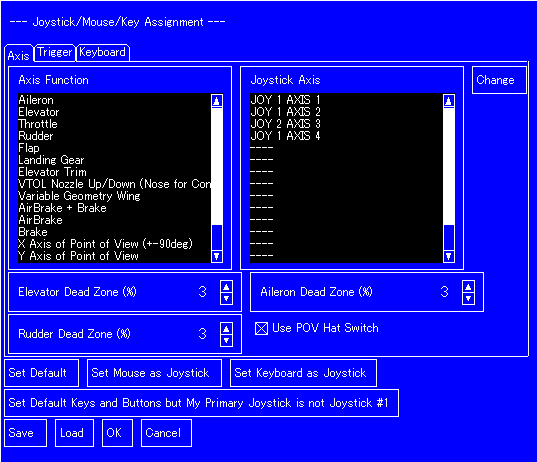 --- Joystick/Mouse/Key Assignment ---
Axis Trigger Keyboard
Axis Function
Joystick Axis
Change
Aileron
Elevator
Throttle
Rudder
Flap
Landing Gear
Elevator Trim
VTOL Nozzle Up/Down (Nose for Con
Variable Geometry Wing
AirBrake + Brake
AirBrake
Brake
X Axis of Point of View (+-90deg)
Y Axis of Point of View
JOY 1 AXIS 1
JOY 1 AXIS 2
JOY 2 AXIS 3
JOY 1 AXIS 4
----
----
----
----
----
----
----
----
----
----
Elevator Dead Zone (%) 3
Aileron Dead Zone (%) 3
Rudder Dead Zone (%) 3
Use POV Hat Switch
Set Default
Set Mouse as Joystick
Set Keyboard as Joystick
Set Default Keys and Buttons but My Primary Joystick is not Joystick #1
Save
Load
OK
Cancel